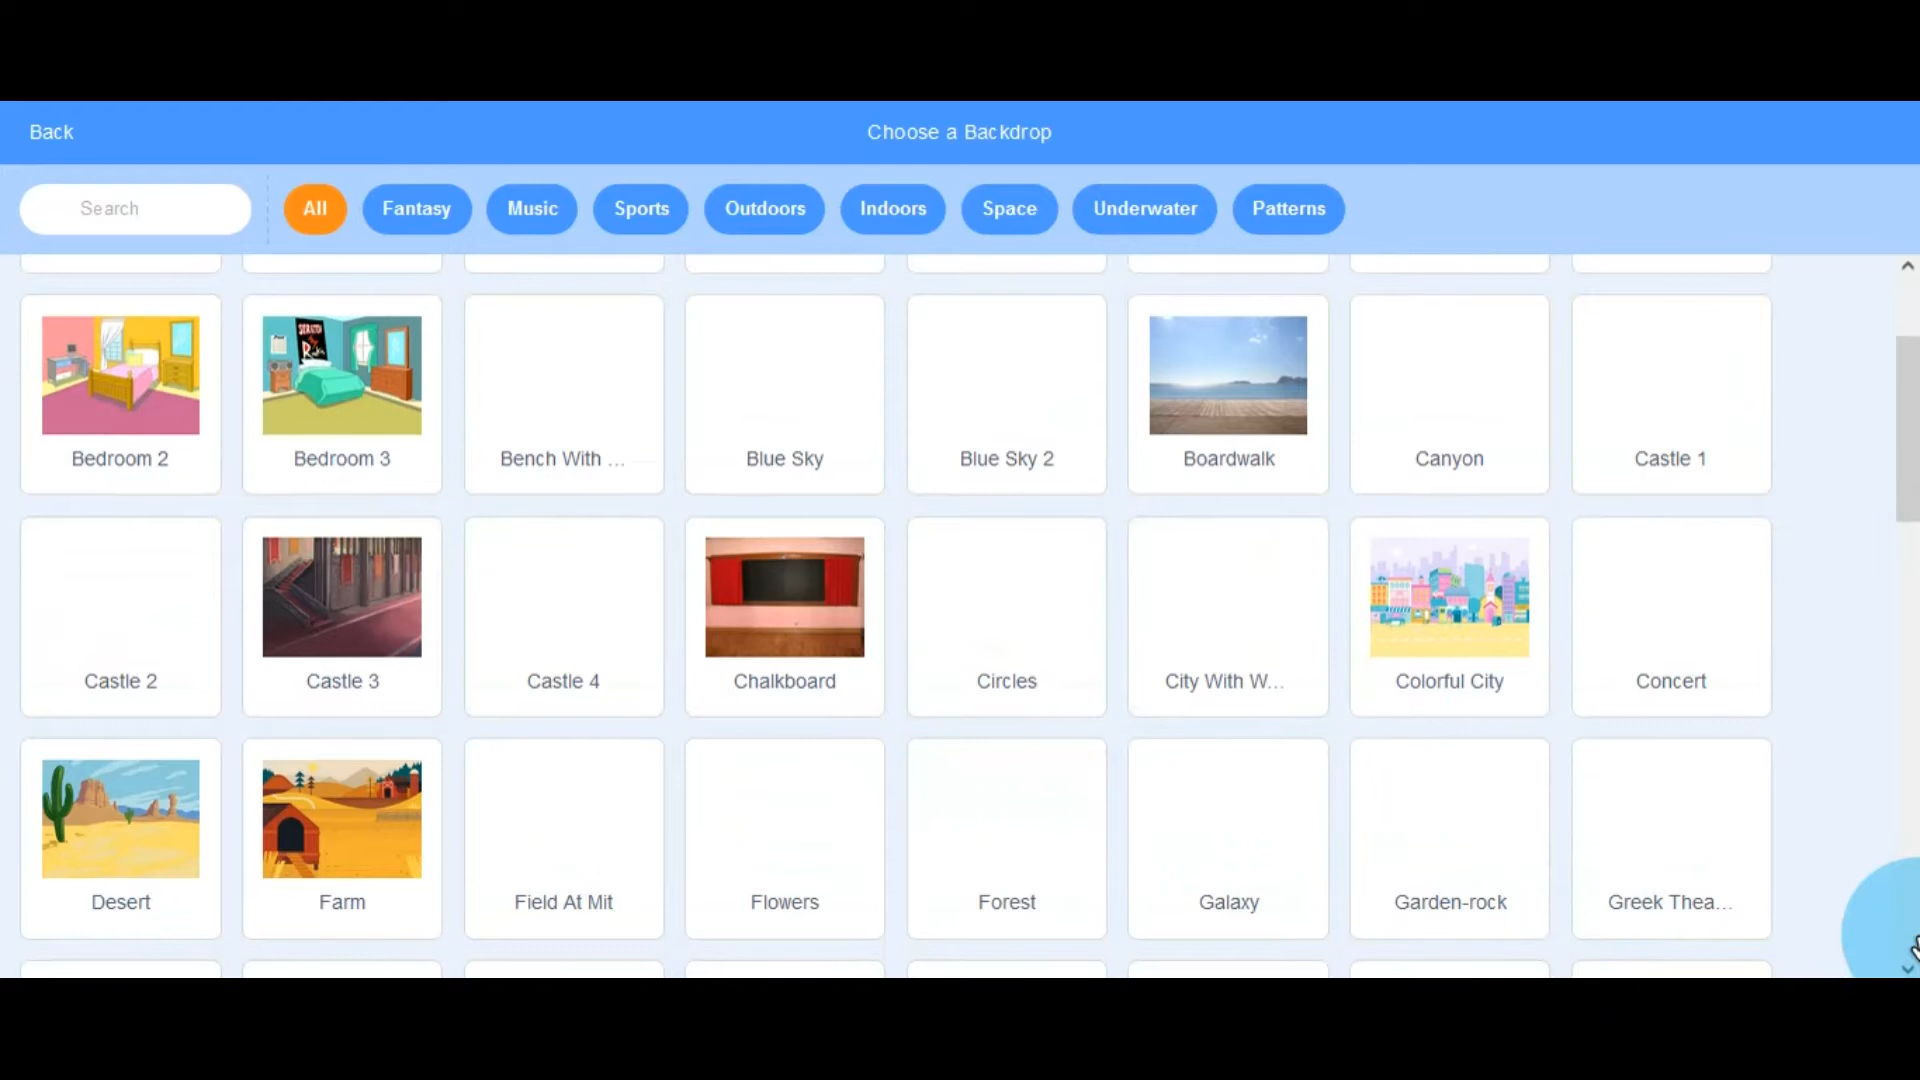 Back
Choose a Backdrop
Search
All
Fantasy
Music
Sports
Outdoors
Indoors
Space
Underwater
Patterns
Bedroom 2
Bedroom 3
Bench With ...
Blue Sky
Blue Sky 2
Boardwalk
Canyon
Castle 1
Castle 2
Castle 3
Castle 4
Chalkboard
Circles
City With W...
Colorful City
Concert
Desert
Farm
Field At Mit
Flowers
Forest
Galaxy
Garden-rock
Greek Thea...